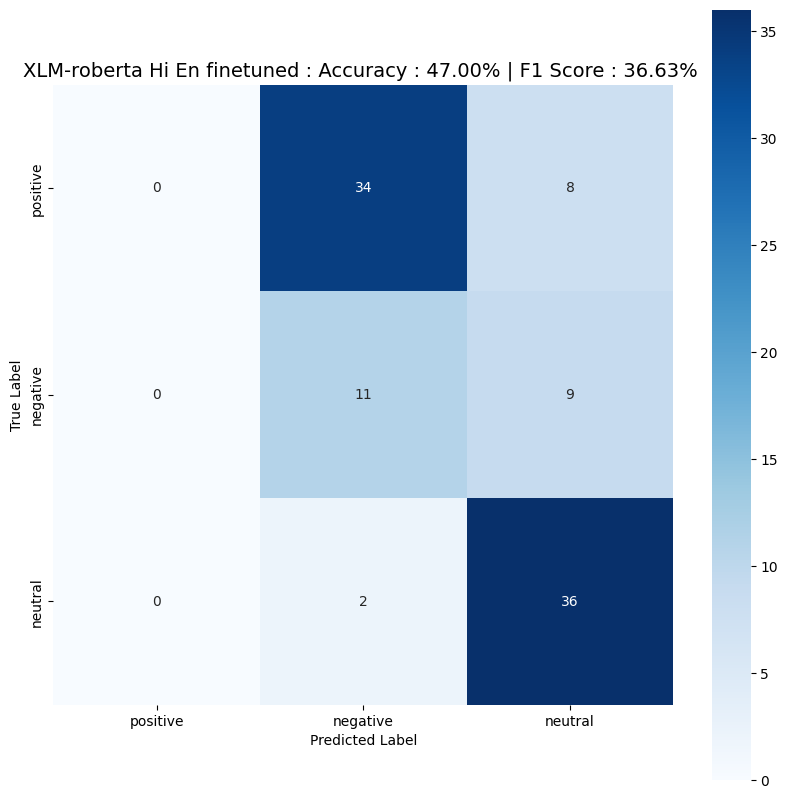 XLM-roberta Hi En finetuned : Accuracy : 47.00% | F1 Score : 36.63%
True Label
positive
negative
neutral
0 34 8
0 11 9
0 2 36
positive negative neutral
Predicted Label
35
30
25
20
15
10
5
0